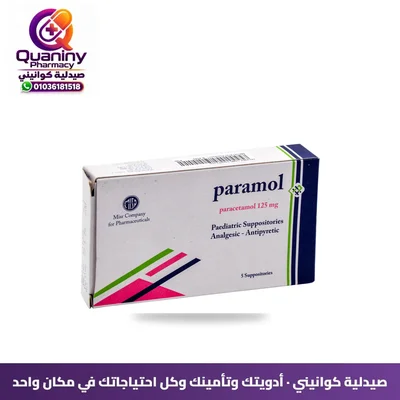 Quaniny
Pharmacy
صيدلية كوانيني
01036181518
paramol
paracetamol 125 mg
Paediatric Suppositories
Analgesic - Antipyretic
5 Suppositories
Misr Company
for Pharmaceuticals
صيدلية كوانيني · أدويتك وتأمينك وكل احتياجاتك في مكان واحد